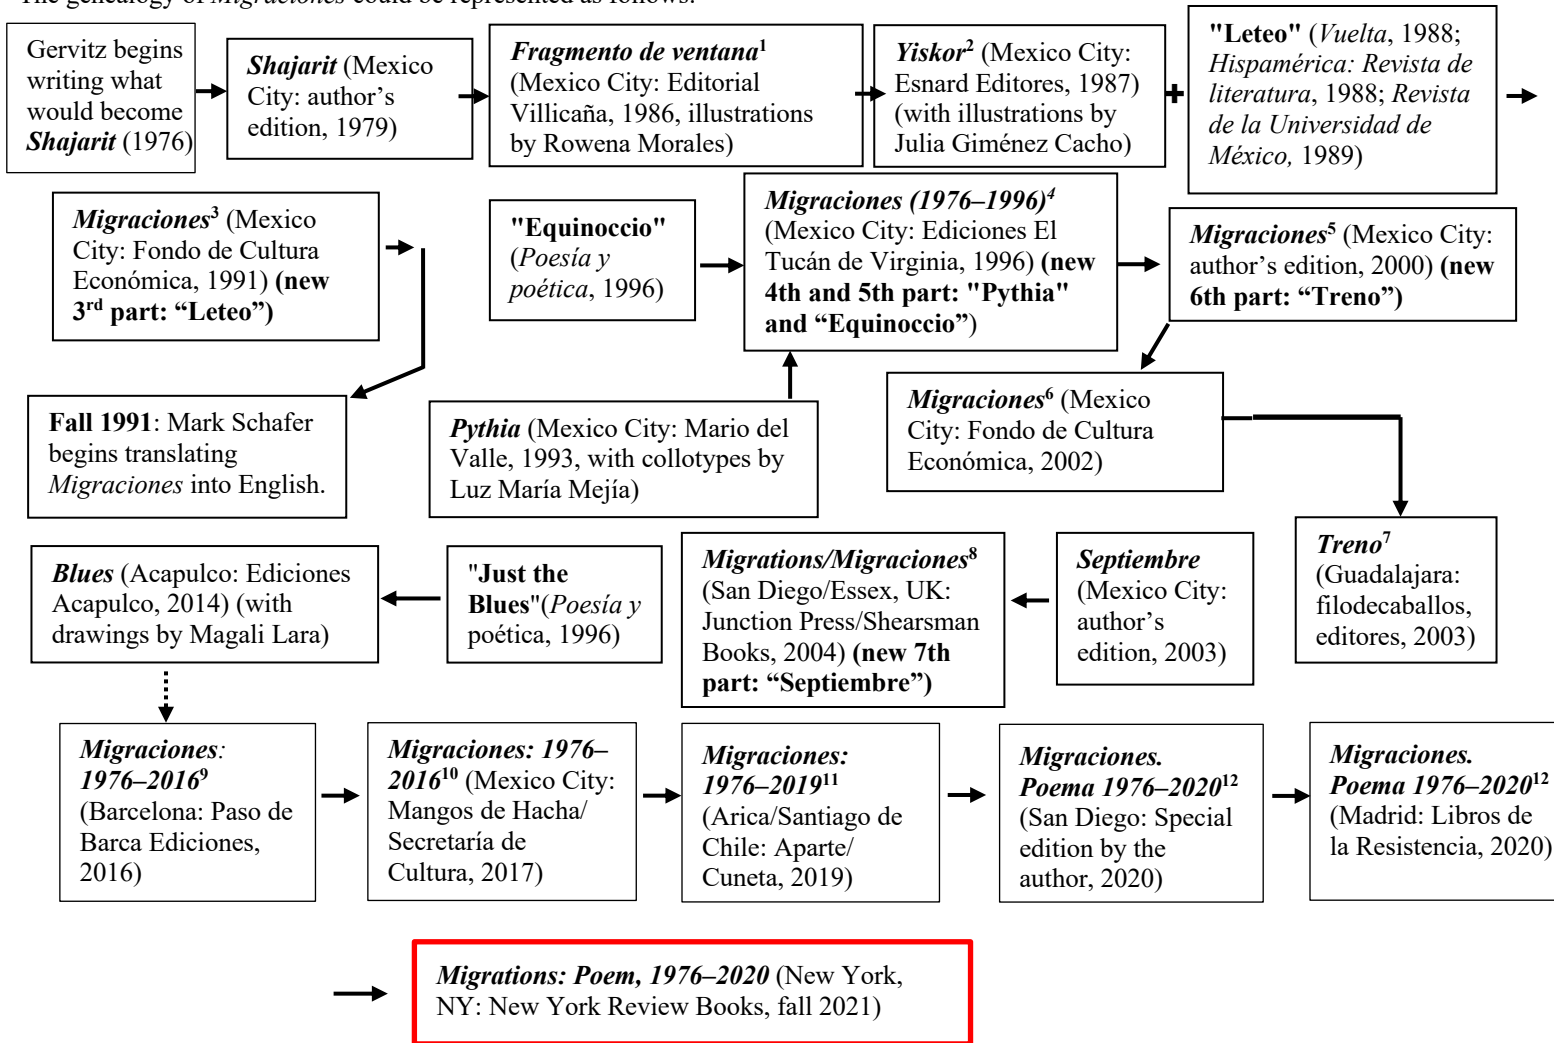 The genealogy of Migraciones could be represented as follows:
Gervitz begins
writing what
would become
Shajarit (1976)
Shajarit (Mexico
City: author's
edition, 1979)
Fragmento de ventana1
(Mexico City: Editorial
Villicaña, 1986, illustrations
by Rowena Morales)
Yiskor2 (Mexico City:
Esnard Editores, 1987)
(with illustrations by
Julia Giménez Cacho)
+
"Leteo" (Vuelta, 1988;
Hispamérica: Revista de
literatura, 1988; Revista
de la Universidad de
México, 1989)
Migraciones3 (Mexico
City: Fondo de Cultura
Económica, 1991) (new
3rd part: “Leteo”)
"Equinoccio"
(Poesía y
poética, 1996)
Migraciones (1976–1996)4
(Mexico City: Ediciones El
Tucán de Virginia, 1996) (new
4th and 5th part: "Pythia"
and “Equinoccio”)
Migraciones5 (Mexico City:
author’s edition, 2000) (new
6th part: “Treno”)
Fall 1991: Mark Schafer
begins translating
Migraciones into English.
Pythia (Mexico City: Mario del
Valle, 1993, with collotypes by
Luz María Mejía)
Migraciones6 (Mexico
City: Fondo de Cultura
Económica, 2002)
Blues (Acapulco: Ediciones
Acapulco, 2014) (with
drawings by Magali Lara)
"Just the
Blues"(Poesía y
poética, 1996)
Migrations/Migraciones8
(San Diego/Essex, UK:
Junction Press/Shearsman
Books, 2004) (new 7th
part: “Septiembre”)
Septiembre
(Mexico City:
author's
edition, 2003)
Treno7
(Guadalajara:
filodecaballos,
editores, 2003)
Migraciones:
1976–20169
(Barcelona: Paso de
Barca Ediciones,
2016)
Migraciones: 1976–
201610 (Mexico City:
Mangos de Hacha/
Secretaría de
Cultura, 2017)
Migraciones:
1976–201911
(Arica/Santiago de
Chile: Aparte/
Cuneta, 2019)
Migraciones.
Poema 1976–202012
(San Diego: Special
edition by the
author, 2020)
Migraciones.
Poema 1976–202012
(Madrid: Libros de
la Resistencia, 2020)
Migrations: Poem, 1976–2020 (New York,
NY: New York Review Books, fall 2021)